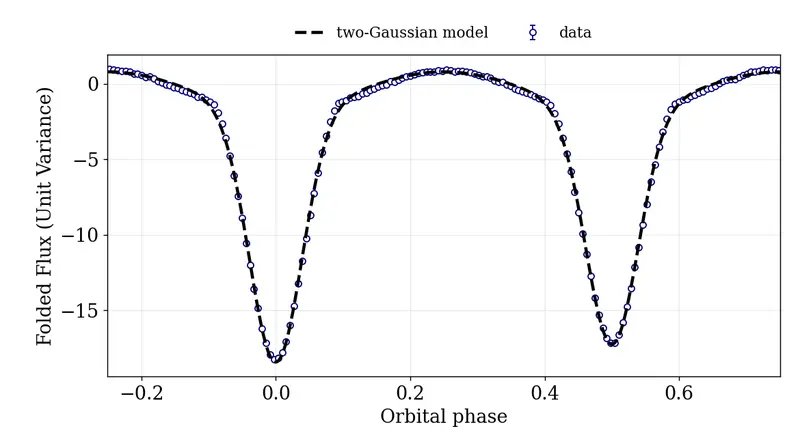 two-Gaussian model
data
Folded Flux (Unit Variance)
0
−5
−10
−15
−0.2
0.0
0.2
0.4
0.6
Orbital phase